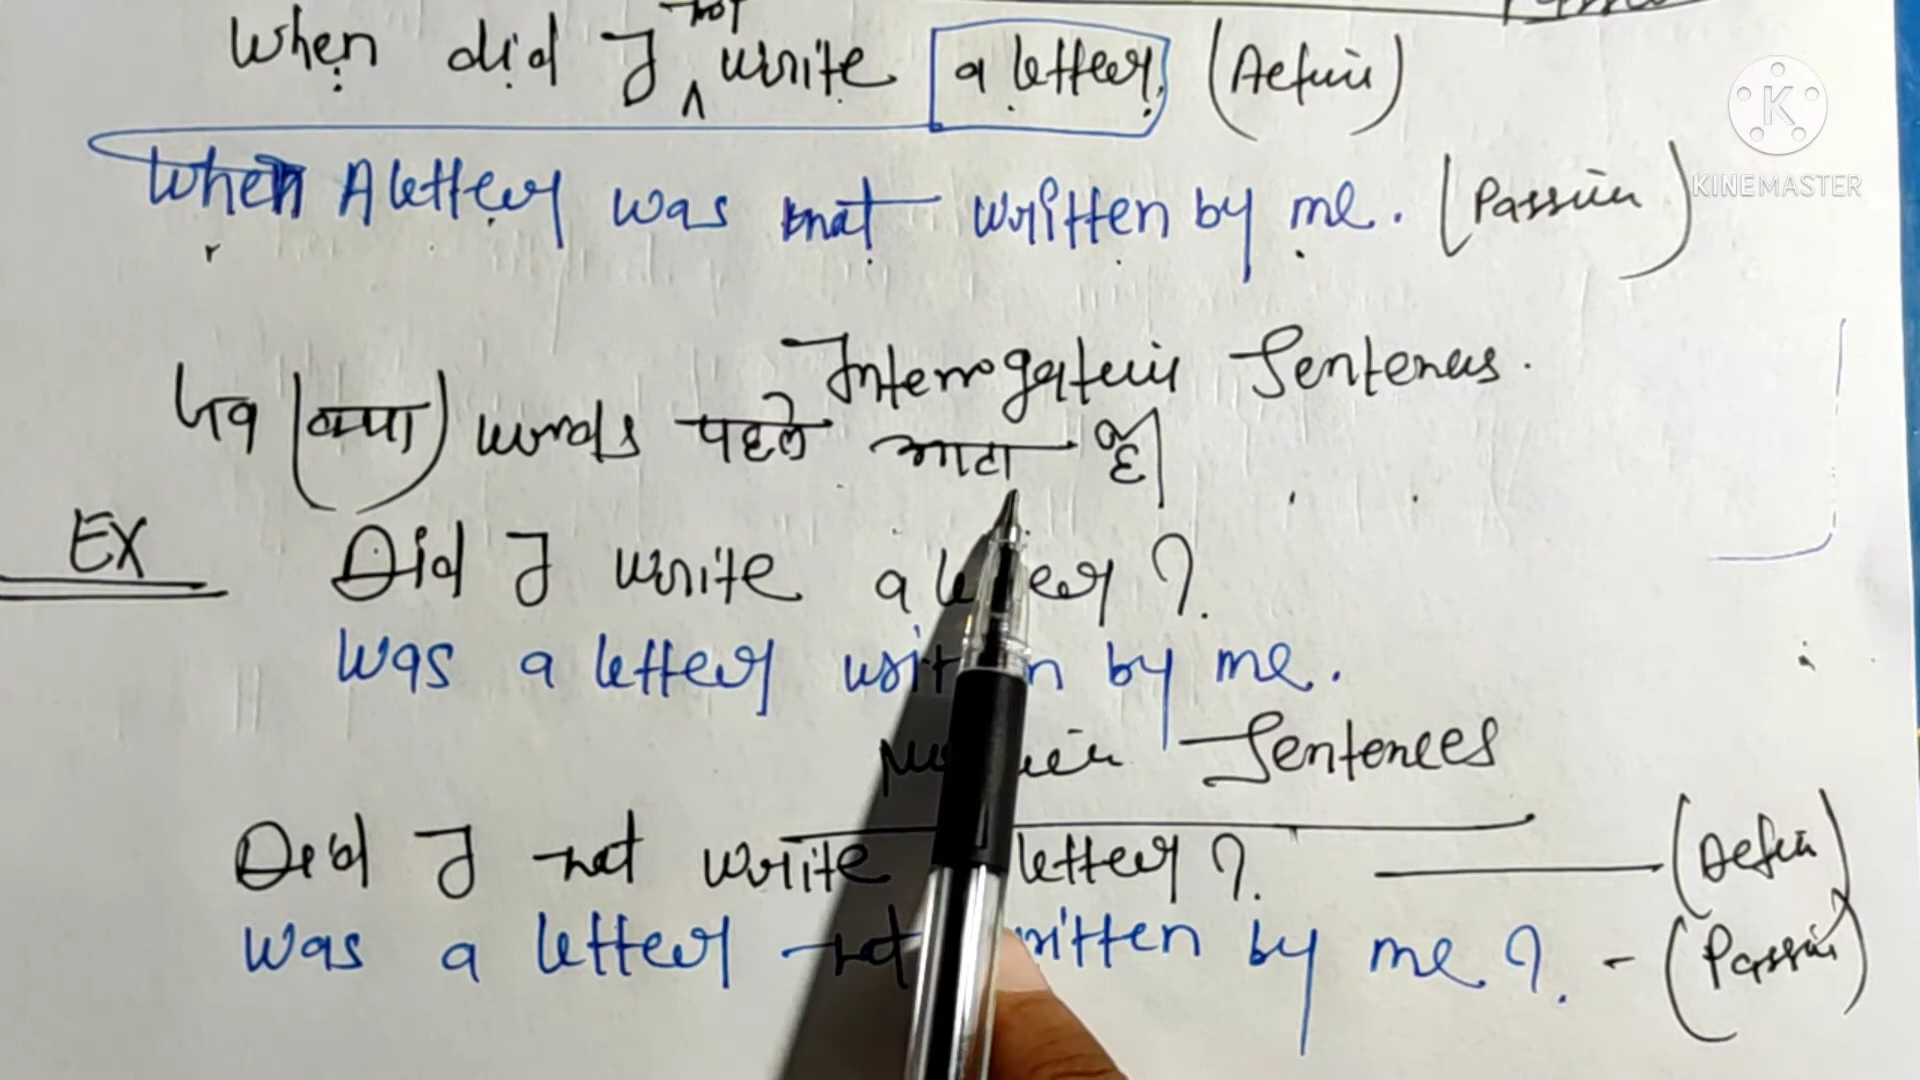 When did I not write a letter. (Active)
When A letter was not written by me. (Passive)
KINEMASTER
Interrogative Sentences.
जब (क्या) words पहले आता है।
EX Did I write a letter ?
Was a letter written by me.
Sentences
Did I not write letter ? (Active)
Was a letter not written by me ? - (Passive)